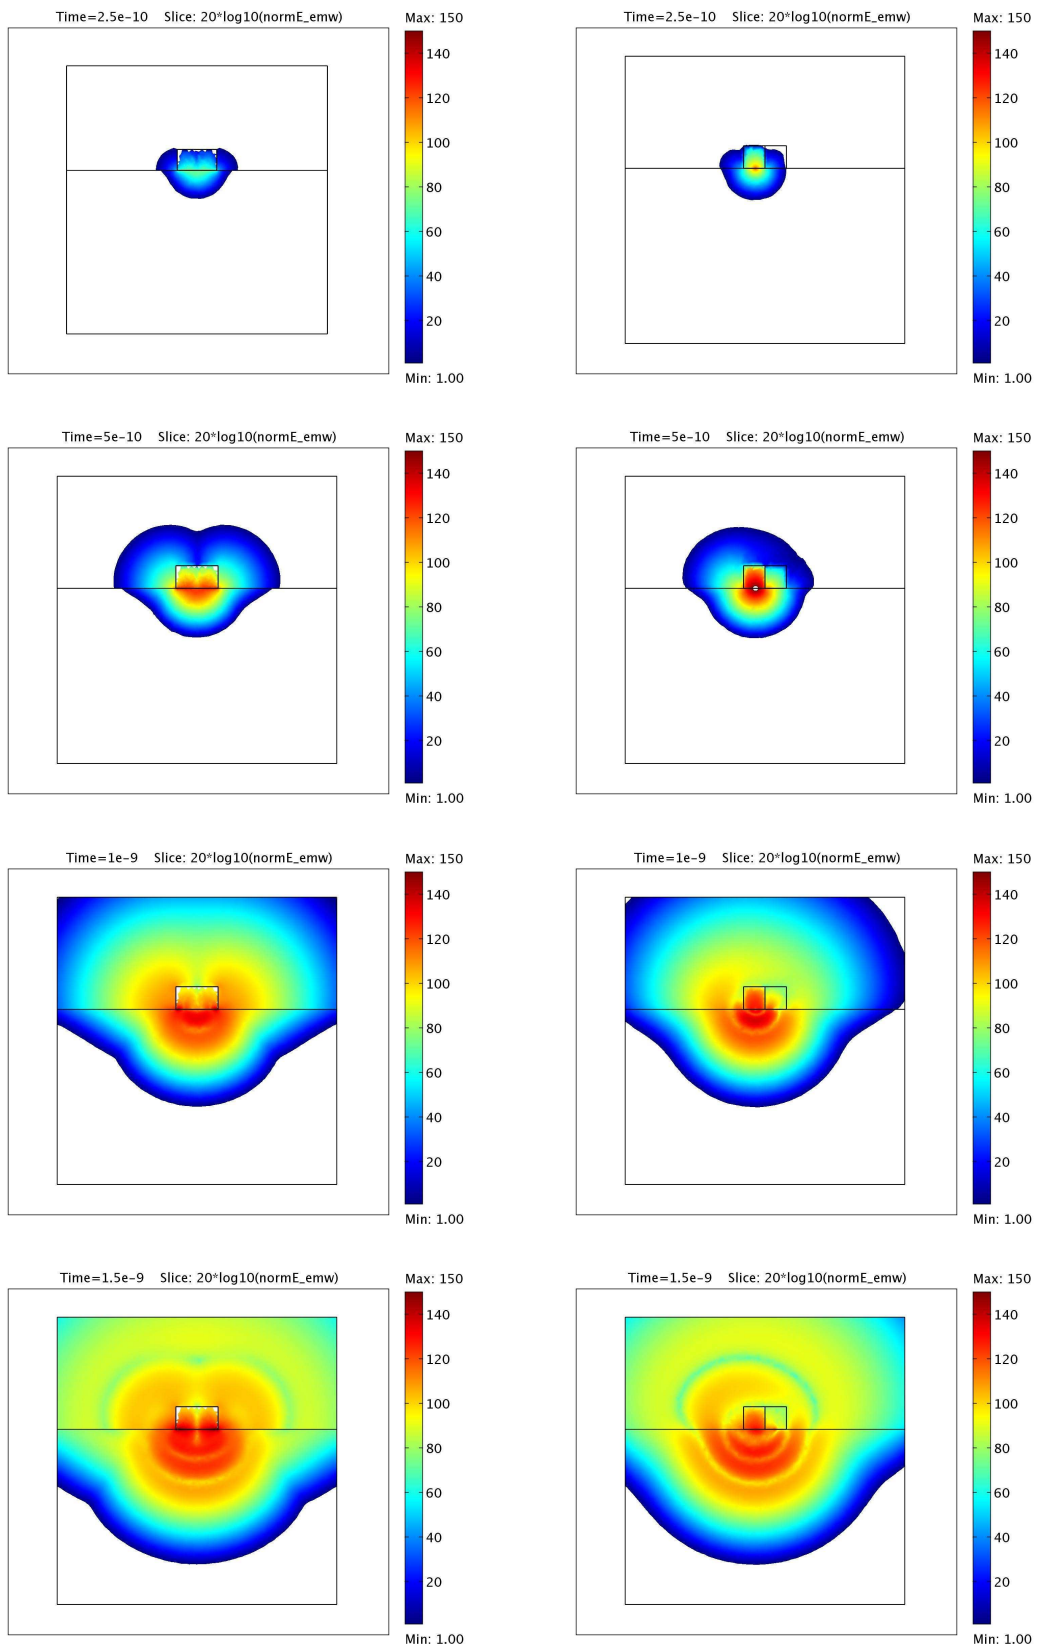 Time=2.5e-10 Slice: 20*log10(normE_emw)
Max: 150
140
120
100
80
60
40
20
Min: 1.00
Time=2.5e-10 Slice: 20*log10(normE_emw)
Max: 150
140
120
100
80
60
40
20
Min: 1.00
Time=5e-10 Slice: 20*log10(normE_emw)
Max: 150
140
120
100
80
60
40
20
Min: 1.00
Time=5e-10 Slice: 20*log10(normE_emw)
Max: 150
140
120
100
80
60
40
20
Min: 1.00
Time=1e-9 Slice: 20*log10(normE_emw)
Max: 150
140
120
100
80
60
40
20
Min: 1.00
Time=1e-9 Slice: 20*log10(normE_emw)
Max: 150
140
120
100
80
60
40
20
Min: 1.00
Time=1.5e-9 Slice: 20*log10(normE_emw)
Max: 150
140
120
100
80
60
40
20
Min: 1.00
Time=1.5e-9 Slice: 20*log10(normE_emw)
Max: 150
140
120
100
80
60
40
20
Min: 1.00